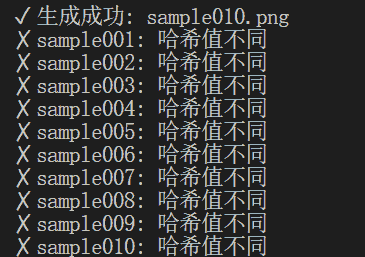 ✓ 生成成功: sample010.png
✗ sample001: 哈希值不同
✗ sample002: 哈希值不同
✗ sample003: 哈希值不同
✗ sample004: 哈希值不同
✗ sample005: 哈希值不同
✗ sample006: 哈希值不同
✗ sample007: 哈希值不同
✗ sample008: 哈希值不同
✗ sample009: 哈希值不同
✗ sample010: 哈希值不同